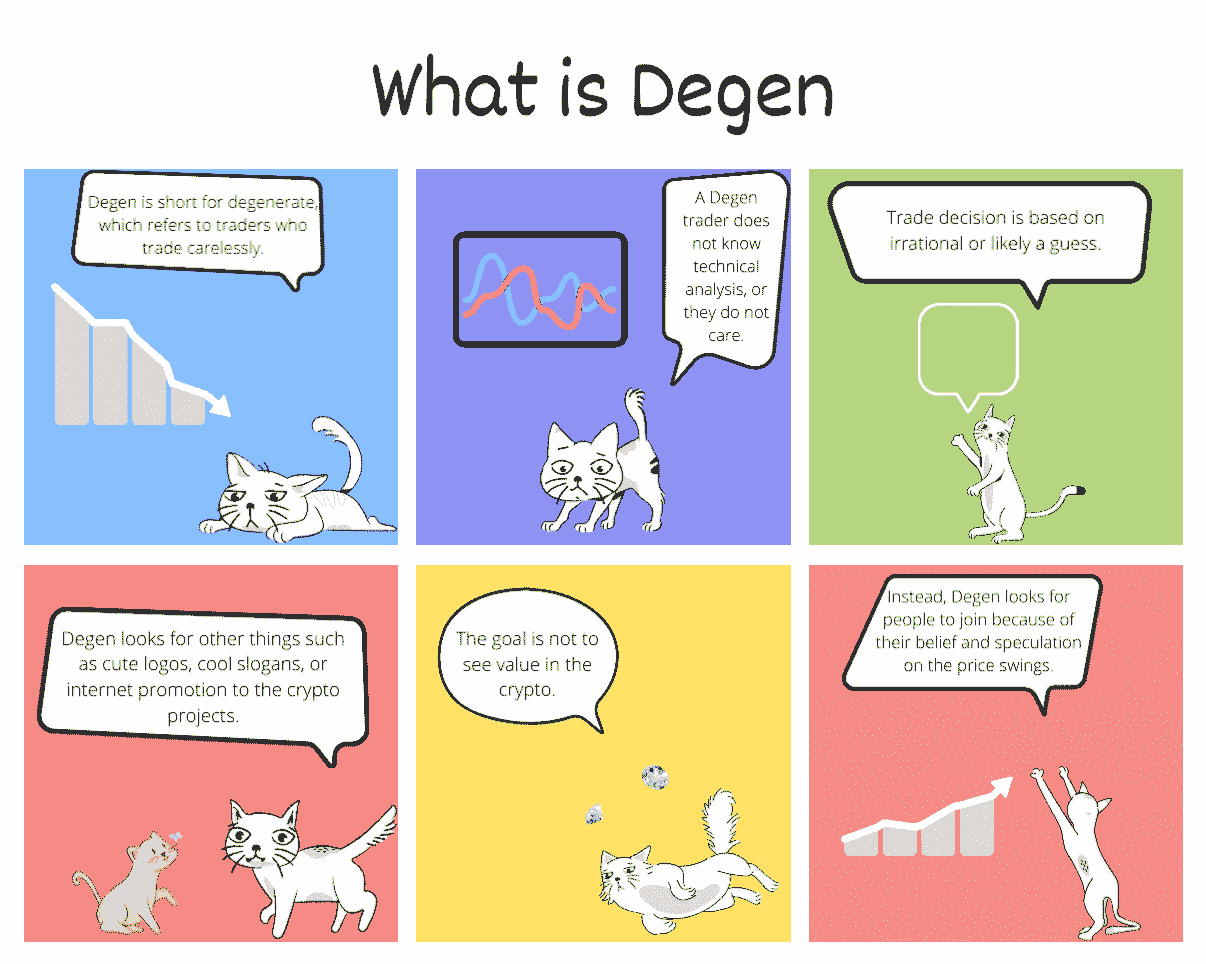 What is Degen
Degen is short for degenerate,
which refers to traders who
trade carelessly.
A Degen
trader does
not know
technical
analysis, or
they do not
care.
Trade decision is based on
irrational or likely a guess.
Degen looks for other things such
as cute logos, cool slogans, or
internet promotion to the crypto
projects.
The goal is not to
see value in the
crypto.
Instead, Degen looks for
people to join because of
their belief and speculation
on the price swings.